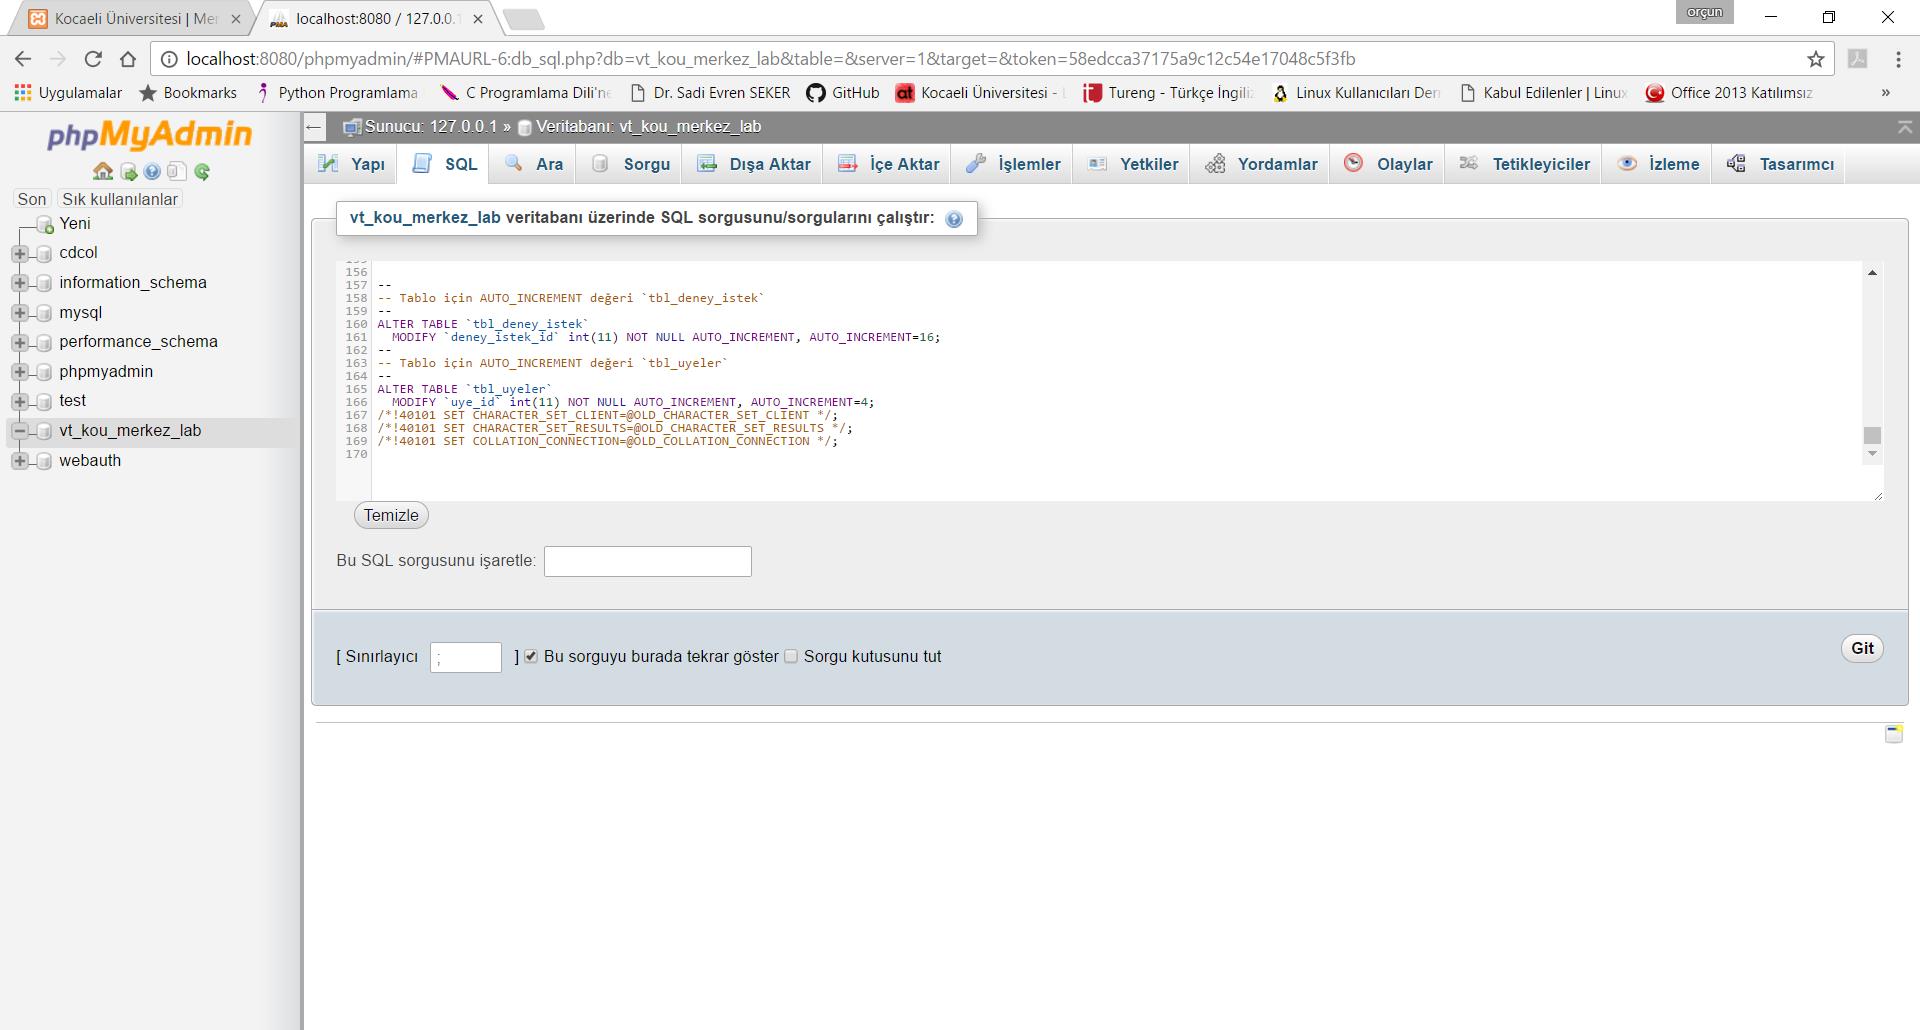 Kocaeli Üniversitesi | Mer
localhost:8080 / 127.0.0.1
orçun
localhost:8080/phpmyadmin/#PMAURL-6:db_sql.php?db=vt_kou_merkez_lab&table=&server=1&target=&token=58edcca37175a9c12c54e17048c5f3fb
Uygulamalar Bookmarks Python Programlama C Programlama Dili'ne Dr. Sadi Evren SEKER GitHub Kocaeli Üniversitesi - Tureng - Türkçe İngiliz Linux Kullanıcıları Der Kabul Edilenler | Linux Office 2013 Katılımsız »
phpMyAdmin
Son Sık kullanılanlar
Yeni
cdcol
information_schema
mysql
performance_schema
phpmyadmin
test
vt_kou_merkez_lab
webauth
Sunucu: 127.0.0.1 » Veritabanı: vt_kou_merkez_lab
Yapı SQL Ara Sorgu Dışa Aktar İçe Aktar İşlemler Yetkiler Yordamlar Olaylar Tetikleyiciler İzleme Tasarımcı
vt_kou_merkez_lab veritabanı üzerinde SQL sorgusunu/sorgularını çalıştır:
155
156
157 --
158 -- Tablo için AUTO_INCREMENT değeri `tbl_deney_istek`
159 --
160 ALTER TABLE `tbl_deney_istek`
161 MODIFY `deney_istek_id` int(11) NOT NULL AUTO_INCREMENT, AUTO_INCREMENT=16;
162 --
163 -- Tablo için AUTO_INCREMENT değeri `tbl_uyeler`
164 --
165 ALTER TABLE `tbl_uyeler`
166 MODIFY `uye_id` int(11) NOT NULL AUTO_INCREMENT, AUTO_INCREMENT=4;
167 /*!40101 SET CHARACTER_SET_CLIENT=@OLD_CHARACTER_SET_CLIENT */;
168 /*!40101 SET CHARACTER_SET_RESULTS=@OLD_CHARACTER_SET_RESULTS */;
169 /*!40101 SET COLLATION_CONNECTION=@OLD_COLLATION_CONNECTION */;
170
Temizle
Bu SQL sorgusunu işaretle:
[ Sınırlayıcı ; ] Bu sorguyu burada tekrar göster Sorgu kutusunu tut
Git